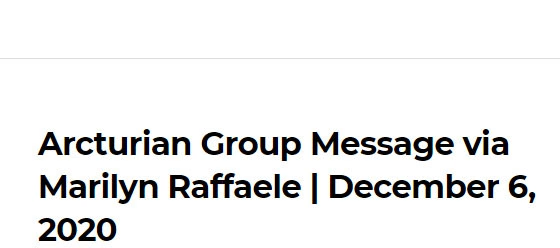 Arcturian Group Message via
Marilyn Raffaele | December 6,
2020